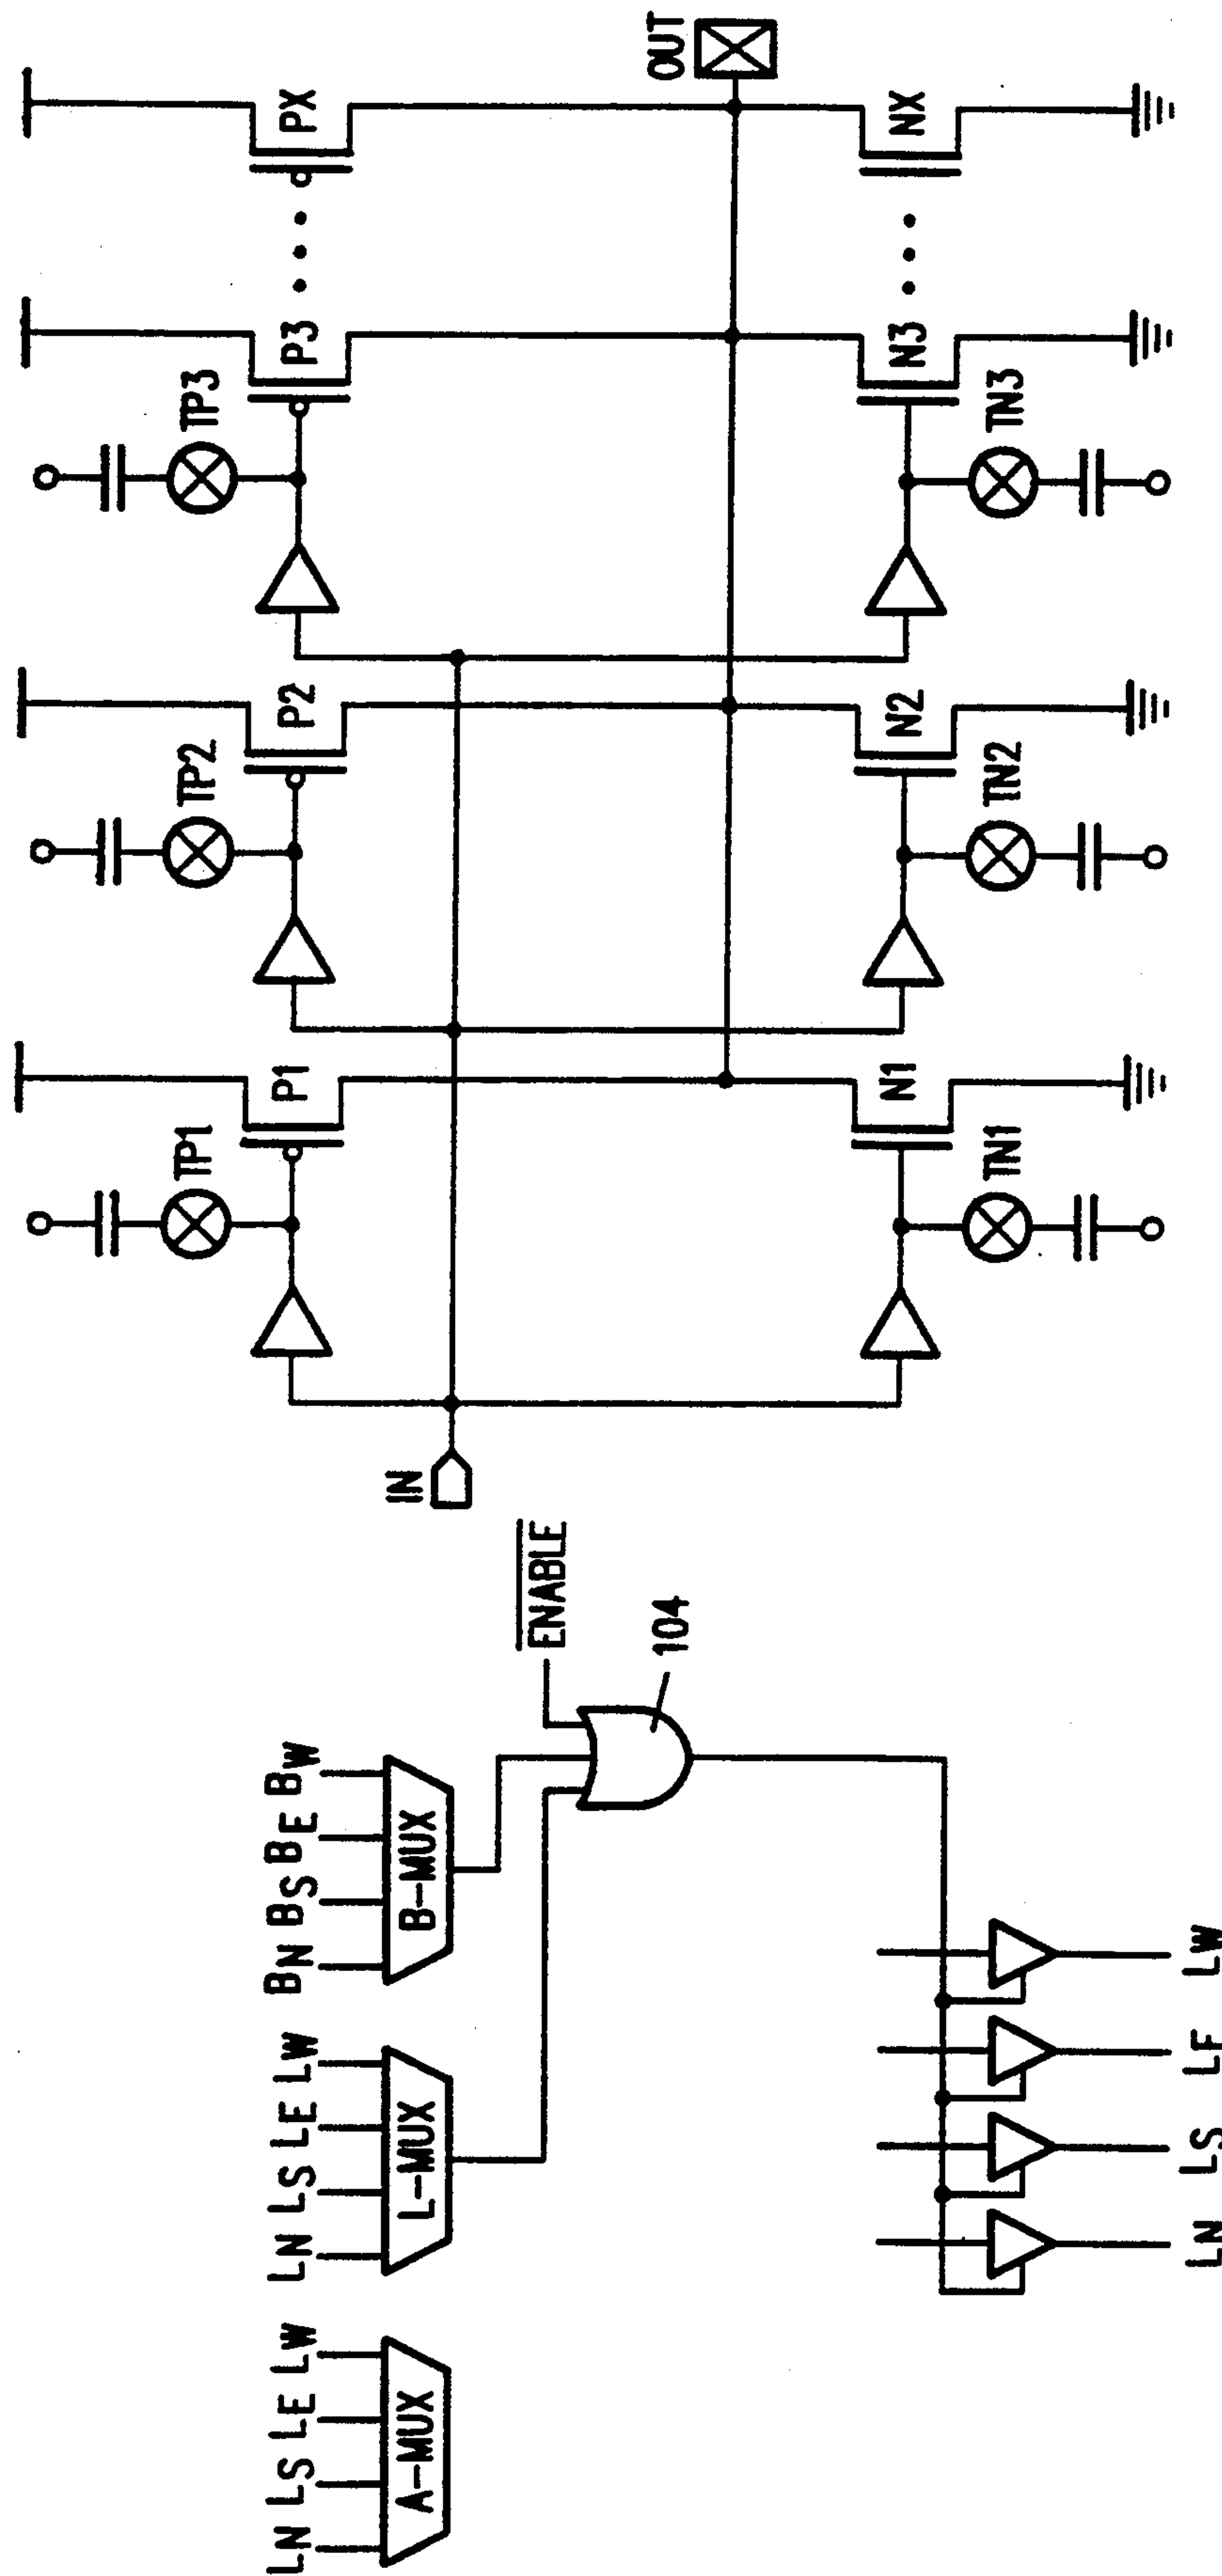 LN LS LE LW
LN LS LE LW
BN BS BE BW
A-MUX
L-MUX
B-MUX
ENABLE
104
LN LS LF LW
TP1 P1
TP2 P2
TP3 P3
• • •
PX
IN
OUT
N1
N2
N3
• • •
NX
TN1
TN2
TN3